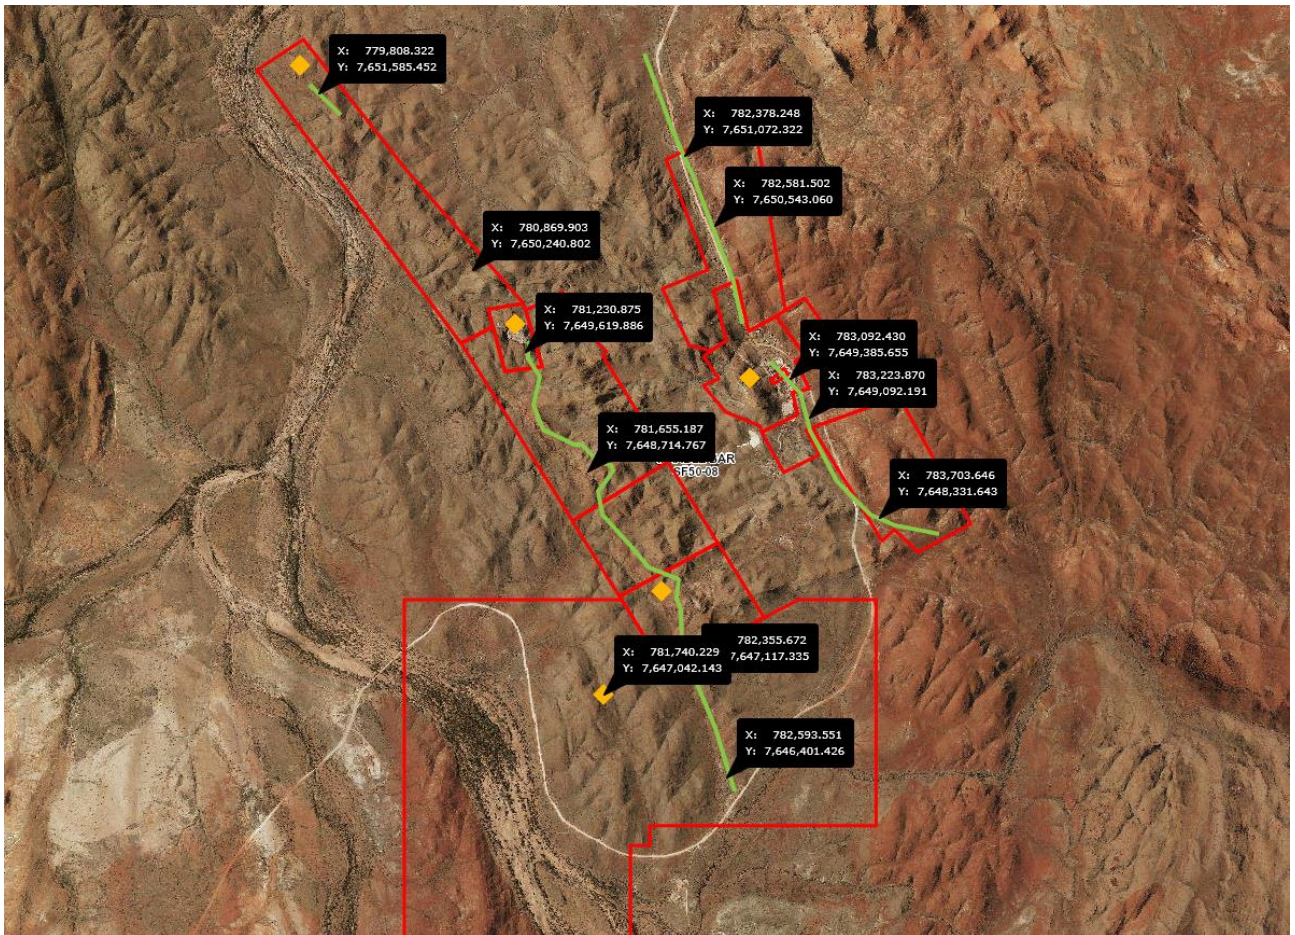 X: 779,808.322
Y: 7,651,585.452
X: 782,378.248
Y: 7,651,072.322
X: 782,581.502
Y: 7,650,543.060
X: 780,869.903
Y: 7,650,240.802
X: 781,230.875
Y: 7,649,619.886
X: 783,092.430
Y: 7,649,385.655
X: 783,223.870
Y: 7,649,092.191
X: 781,655.187
Y: 7,648,714.767
SF50-08
X: 783,703.646
Y: 7,648,331.643
X: 781,740.229
Y: 7,647,042.143
782,355.672
7,647,117.335
X: 782,593.551
Y: 7,646,401.426